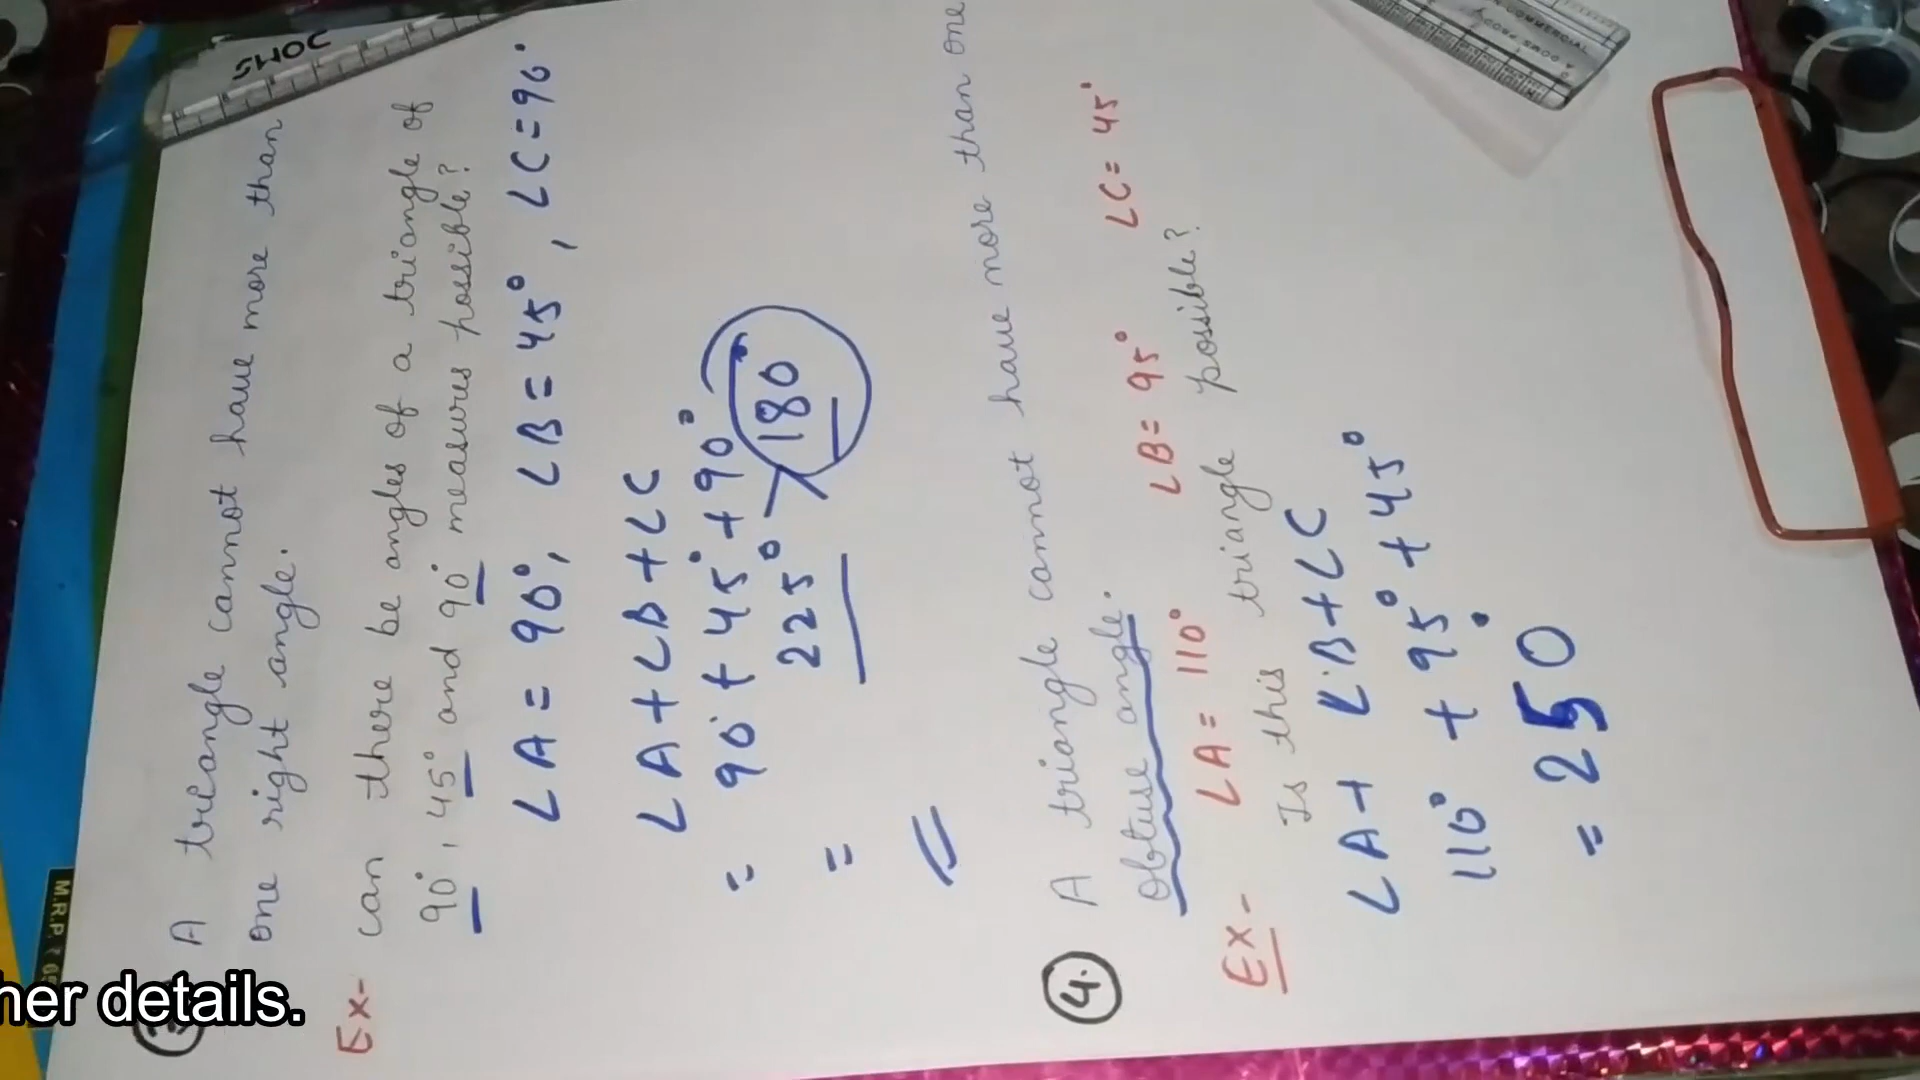 A triangle cannot have more than
one right angle.
Ex- can there be angles of a triangle of
90°, 45° and 90° measures possible?
∠A = 90°, ∠B = 45°, ∠C = 90°
∠A + ∠B + ∠C
= 90° + 45° + 90°
= 225° 180°
4. A triangle cannot have more than one
obtuse angle.
Ex- ∠A = 110° ∠B = 95° ∠C = 45°
Is this triangle possible?
∠A + ∠B + ∠C
110° + 95° + 45°
= 250
DOMS
M.R.P. ₹
her details.